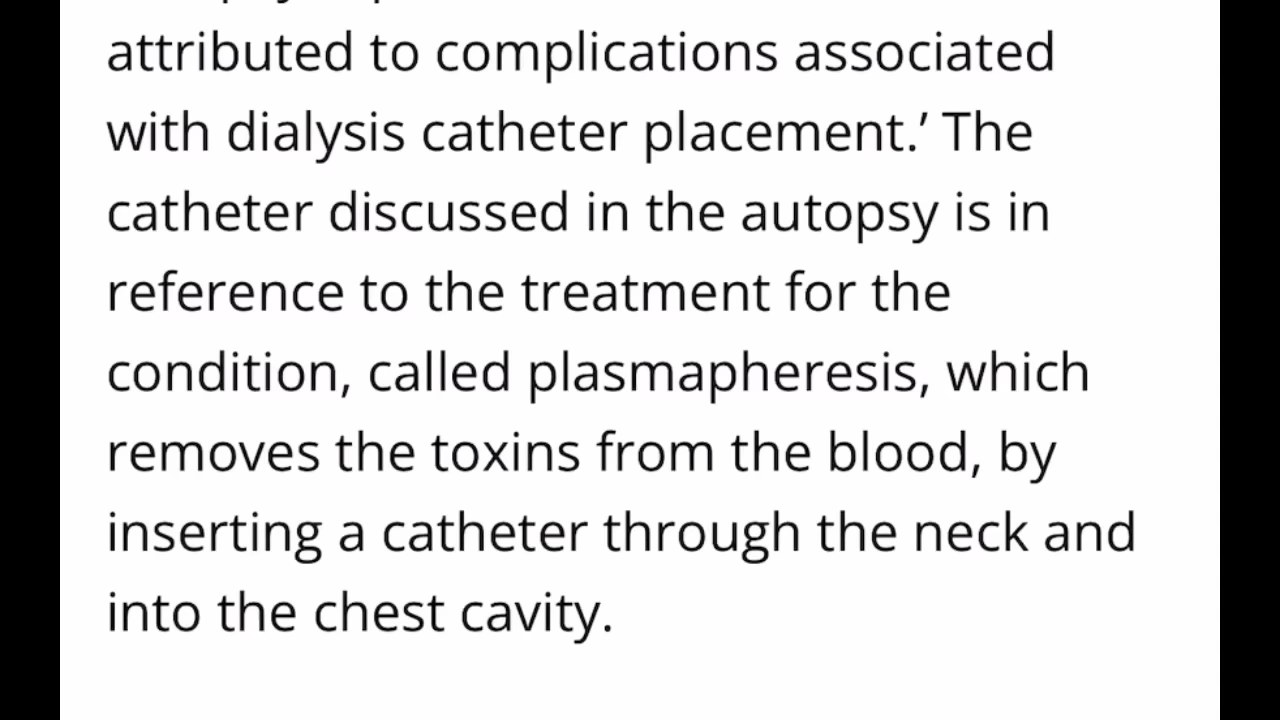 attributed to complications associated
with dialysis catheter placement.’ The
catheter discussed in the autopsy is in
reference to the treatment for the
condition, called plasmapheresis, which
removes the toxins from the blood, by
inserting a catheter through the neck and
into the chest cavity.